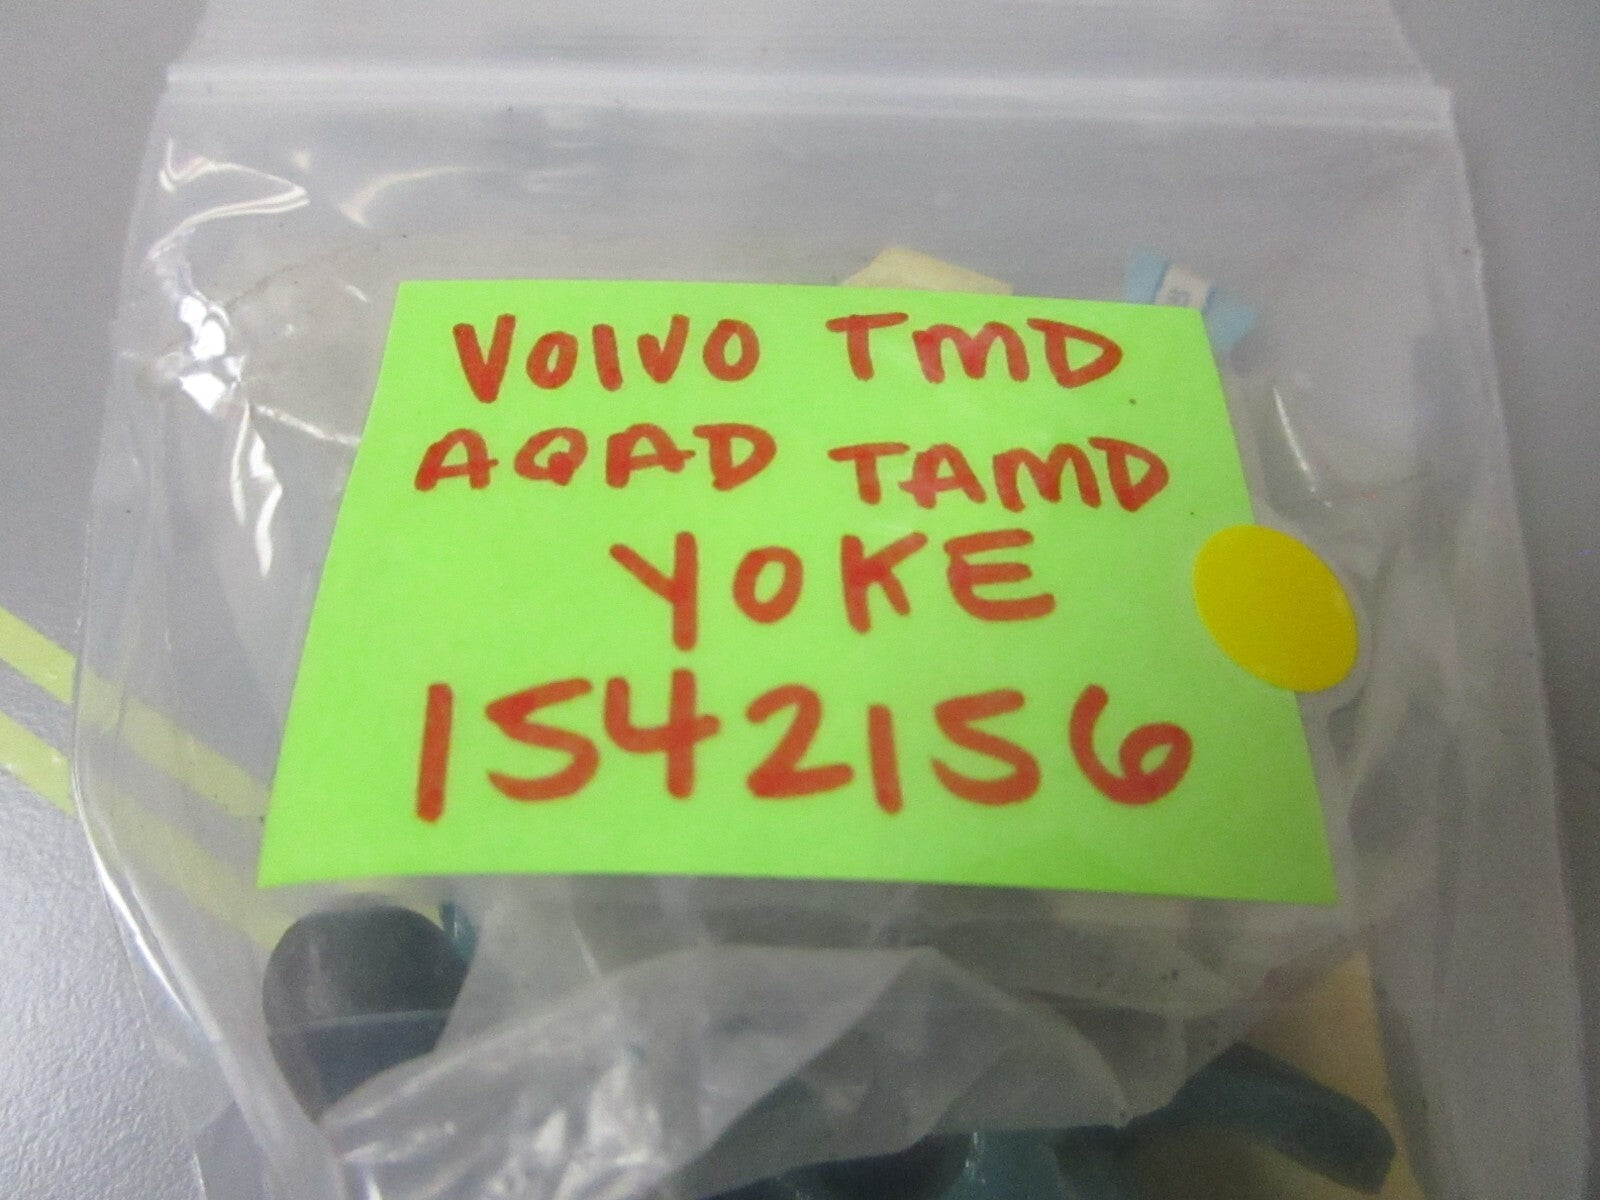 VOLVO TMD
AQAD TAMD
YOKE
1542156